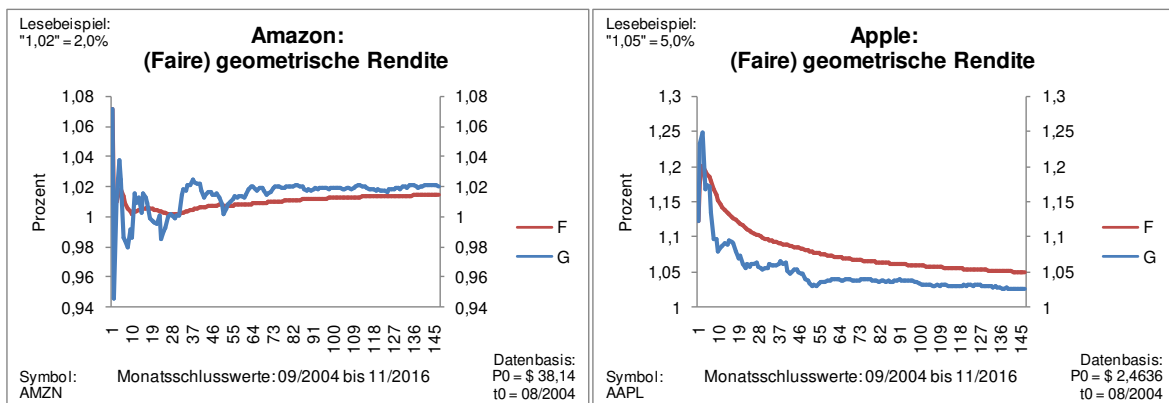 Lesebeispiel:
"1,02" = 2,0%
Amazon:
(Faire) geometrische Rendite
1,08
1,06
1,04
1,02
1
0,98
0,96
0,94
Prozent
1,08
1,06
1,04
1,02
1
0,98
0,96
0,94
F
G
1 10 19 28 37 46 55 64 73 82 91 100 109 118 127 136 145
Symbol:
AMZN
Monatsschlusswerte: 09/2004 bis 11/2016
Datenbasis:
P0 = $ 38,14
t0 = 08/2004
Lesebeispiel:
"1,05" = 5,0%
Apple:
(Faire) geometrische Rendite
1,3
1,25
1,2
1,15
1,1
1,05
1
Prozent
1,3
1,25
1,2
1,15
1,1
1,05
1
F
G
1 10 19 28 37 46 55 64 73 82 91 100 109 118 127 136 145
Symbol:
AAPL
Monatsschlusswerte: 09/2004 bis 11/2016
Datenbasis:
P0 = $ 2,4636
t0 = 08/2004